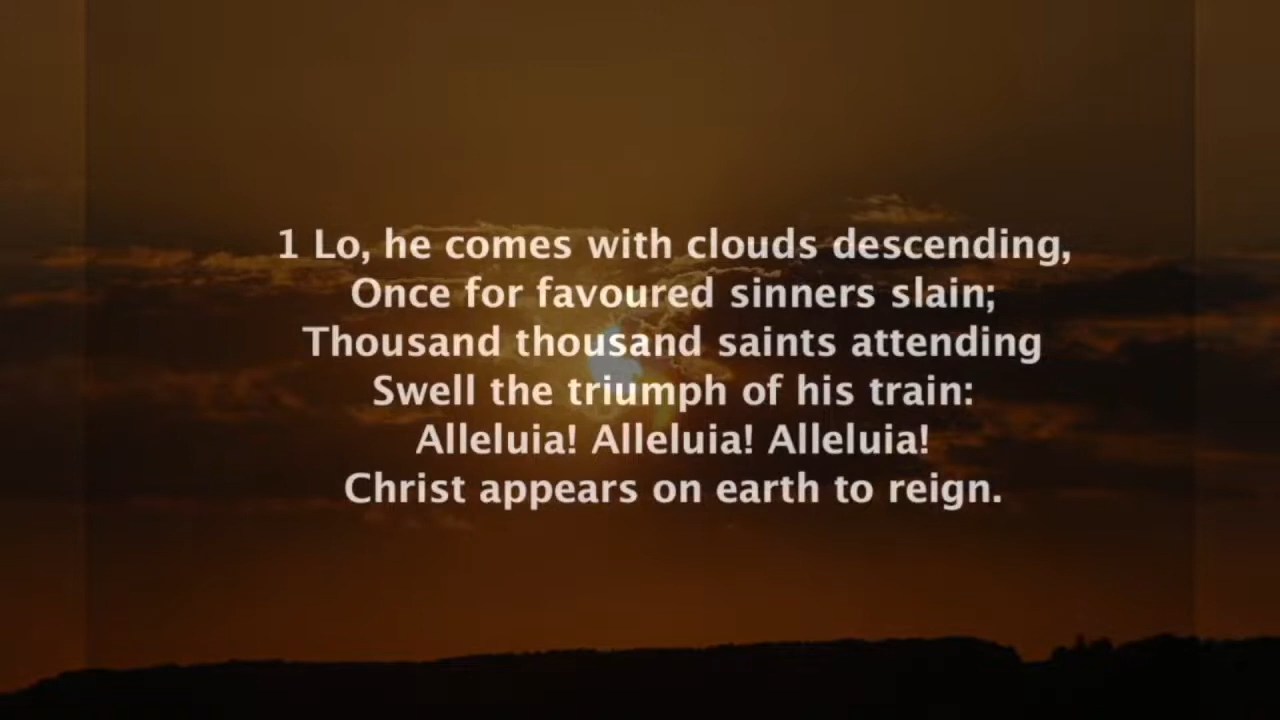 1 Lo, he comes with clouds descending,
Once for favoured sinners slain;
Thousand thousand saints attending
Swell the triumph of his train:
Alleluia! Alleluia! Alleluia!
Christ appears on earth to reign.